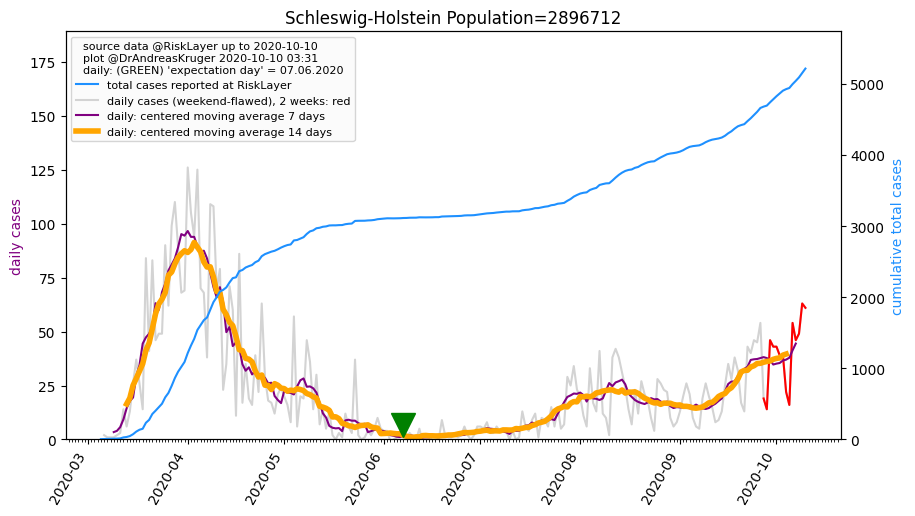 Schleswig-Holstein Population=2896712
source data @RiskLayer up to 2020-10-10
plot @DrAndreasKruger 2020-10-10 03:31
daily: (GREEN) 'expectation day' = 07.06.2020
total cases reported at RiskLayer
daily cases (weekend-flawed), 2 weeks: red
daily: centered moving average 7 days
daily: centered moving average 14 days
daily cases
175
150
125
100
75
50
25
0
cumulative total cases
5000
4000
3000
2000
1000
0
2020-03
2020-04
2020-05
2020-06
2020-07
2020-08
2020-09
2020-10